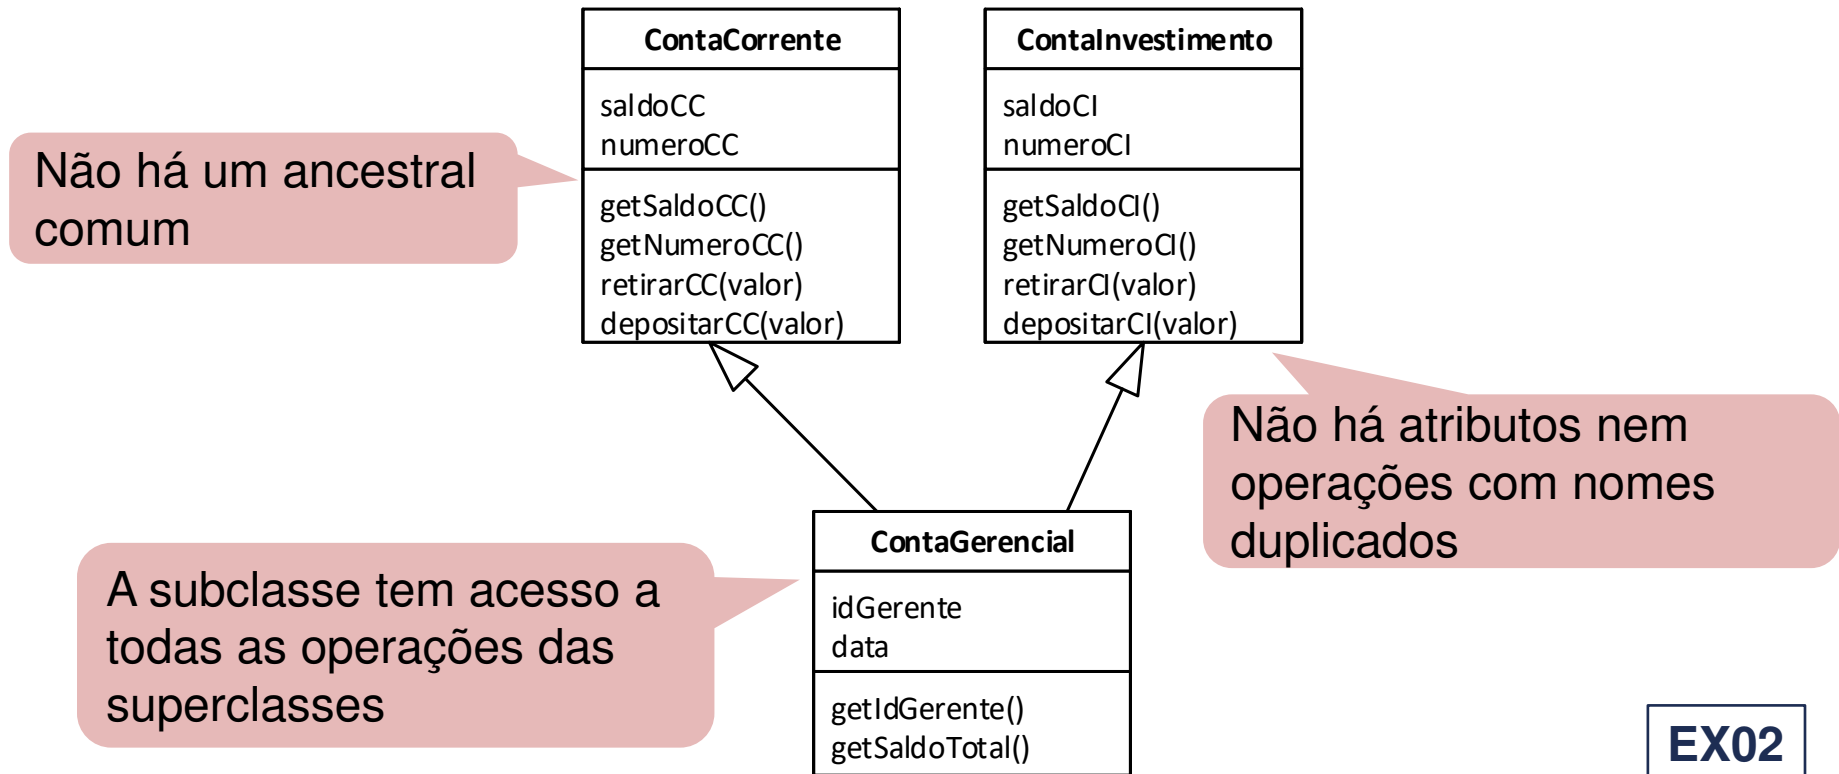 ContaCorrente
saldoCC
numeroCC
getSaldoCC()
getNumeroCC()
retirarCC(valor)
depositarCC(valor)
ContaInvestimento
saldoCI
numeroCI
getSaldoCI()
getNumeroCI()
retirarCI(valor)
depositarCI(valor)
Não há um ancestral
comum
Não há atributos nem
operações com nomes
duplicados
A subclasse tem acesso a
todas as operações das
superclasses
ContaGerencial
idGerente
data
getIdGerente()
getSaldoTotal()
EX02